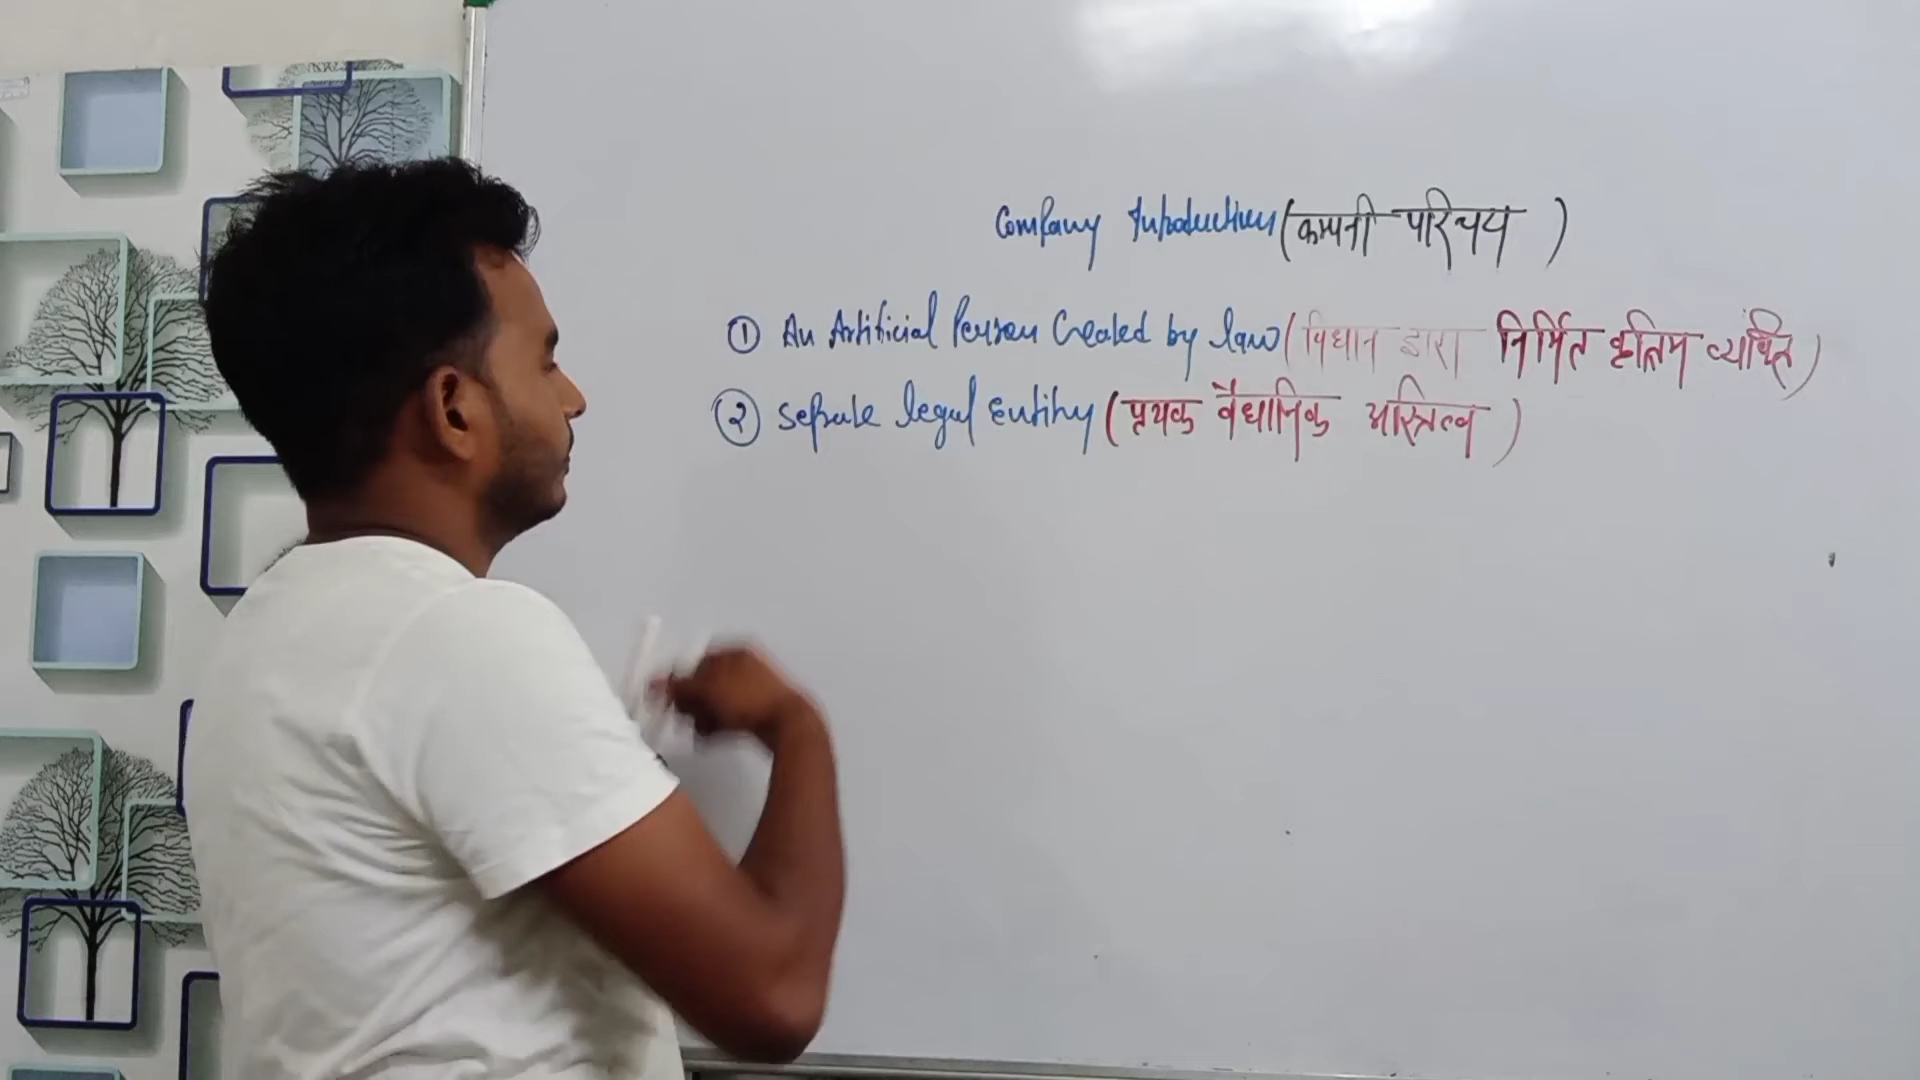 Company Introduction (कम्पनी परिचय )
① An Artificial Person Created by law (विधान द्वारा निर्मित कृत्रिम व्यक्ति)
② Seprate legal Entity (प्रथक वैधानिक अस्तित्व )